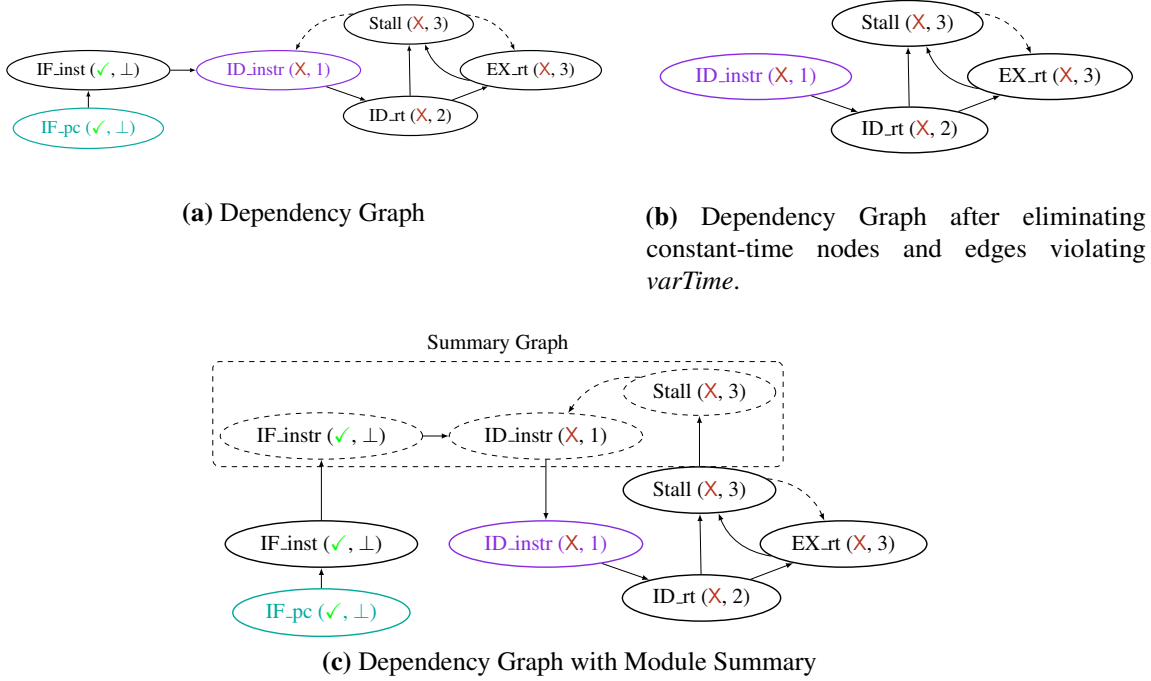 Stall (X, 3)
IF_inst (✓, ⊥)
ID_instr (X, 1)
EX_rt (X, 3)
IF_pc (✓, ⊥)
ID_rt (X, 2)
(a) Dependency Graph
Stall (X, 3)
ID_instr (X, 1)
EX_rt (X, 3)
ID_rt (X, 2)
(b) Dependency Graph after eliminating
constant-time nodes and edges violating
varTime.
Summary Graph
Stall (X, 3)
IF_instr (✓, ⊥)
ID_instr (X, 1)
Stall (X, 3)
IF_inst (✓, ⊥)
ID_instr (X, 1)
EX_rt (X, 3)
IF_pc (✓, ⊥)
ID_rt (X, 2)
(c) Dependency Graph with Module Summary